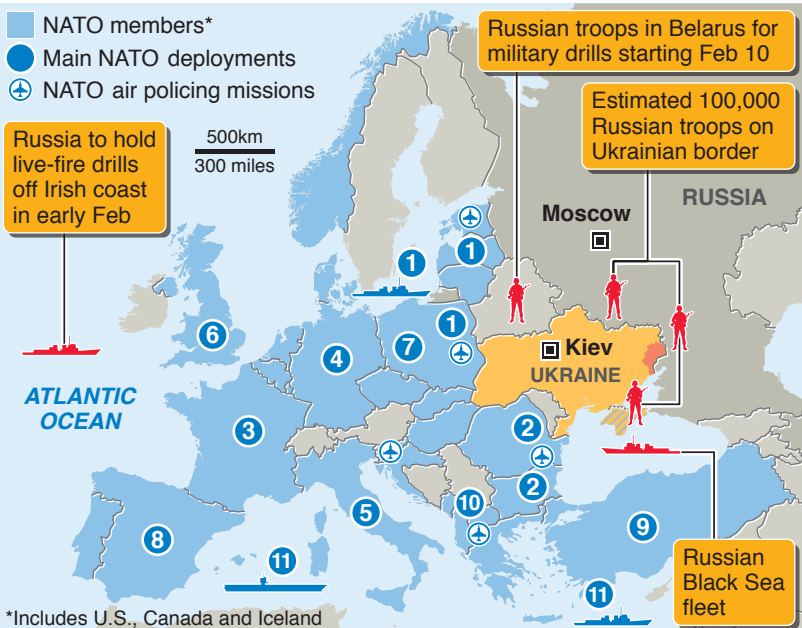 NATO members*
Main NATO deployments
NATO air policing missions
Russia to hold
live-fire drills
off Irish coast
in early Feb
500km
300 miles
Russian troops in Belarus for
military drills starting Feb 10
Estimated 100,000
Russian troops on
Ukrainian border
RUSSIA
Moscow
1
1
1
6
7
4
Kiev
UKRAINE
ATLANTIC
OCEAN
3
2
2
10
5
8
9
11
11
Russian
Black Sea
fleet
*Includes U.S., Canada and Iceland